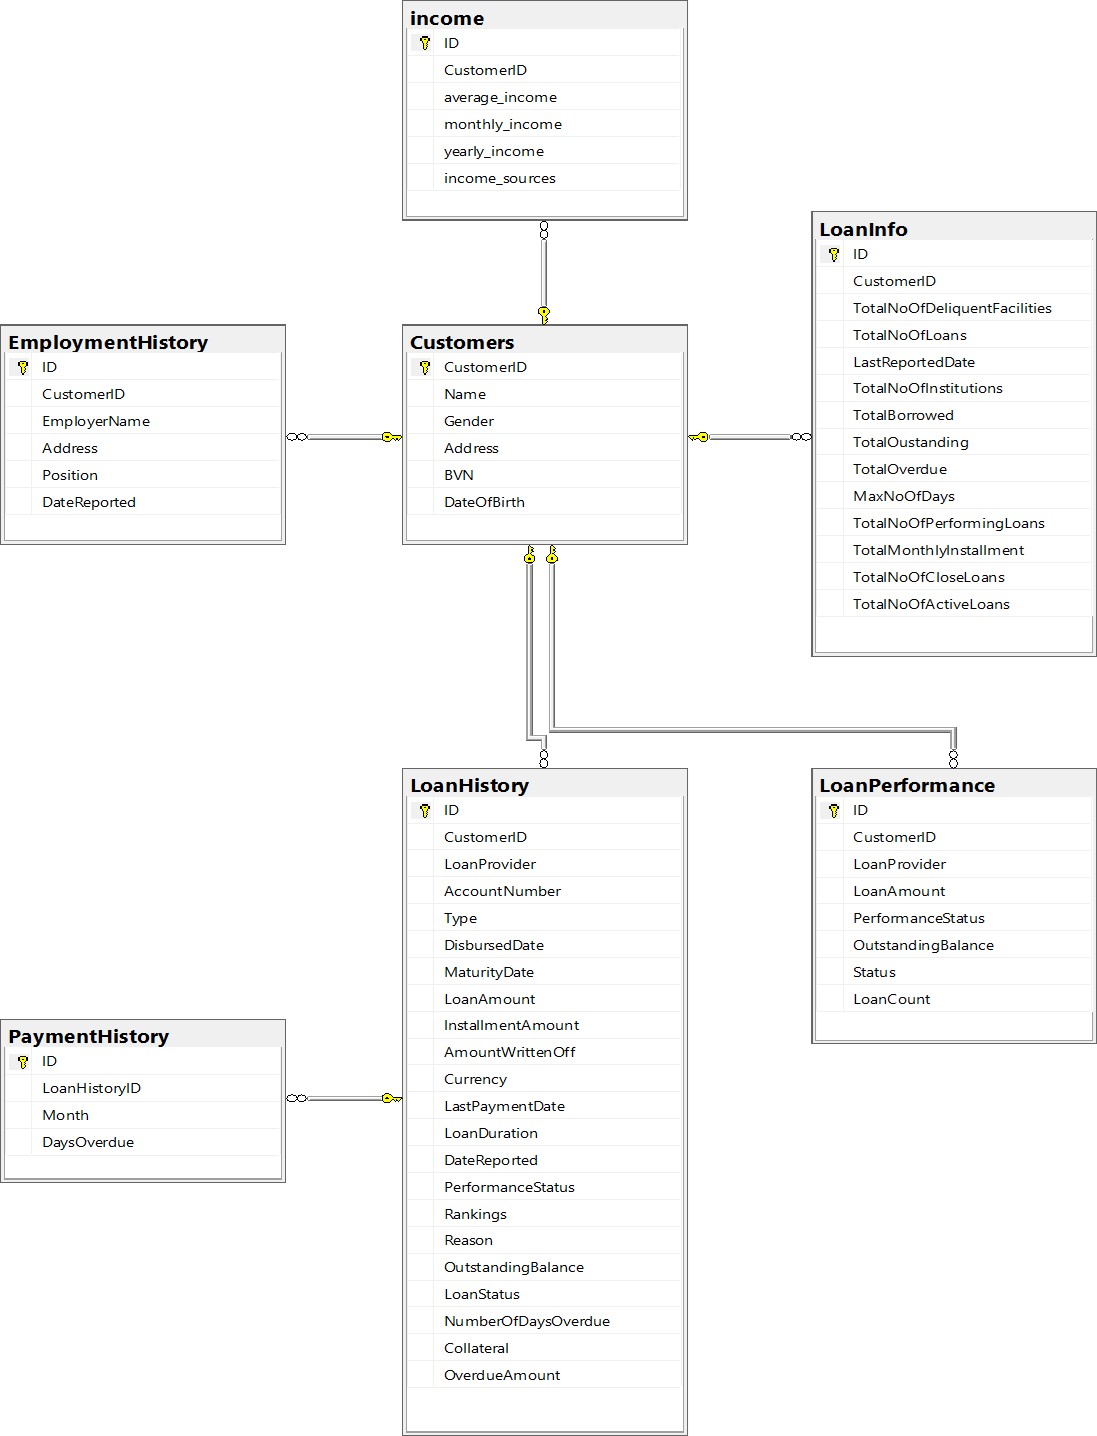 income
ID
CustomerID
average_income
monthly_income
yearly_income
income_sources
LoanInfo
ID
CustomerID
TotalNoOfDeliquentFacilities
TotalNoOfLoans
LastReportedDate
TotalNoOfInstitutions
TotalBorrowed
TotalOustanding
TotalOverdue
MaxNoOfDays
TotalNoOfPerformingLoans
TotalMonthlyInstallment
TotalNoOfCloseLoans
TotalNoOfActiveLoans
EmploymentHistory
ID
CustomerID
EmployerName
Address
Position
DateReported
Customers
CustomerID
Name
Gender
Address
BVN
DateOfBirth
LoanHistory
ID
CustomerID
LoanProvider
AccountNumber
Type
DisbursedDate
MaturityDate
LoanAmount
InstallmentAmount
AmountWrittenOff
Currency
LastPaymentDate
LoanDuration
DateReported
PerformanceStatus
Rankings
Reason
OutstandingBalance
LoanStatus
NumberOfDaysOverdue
Collateral
OverdueAmount
LoanPerformance
ID
CustomerID
LoanProvider
LoanAmount
PerformanceStatus
OutstandingBalance
Status
LoanCount
PaymentHistory
ID
LoanHistoryID
Month
DaysOverdue